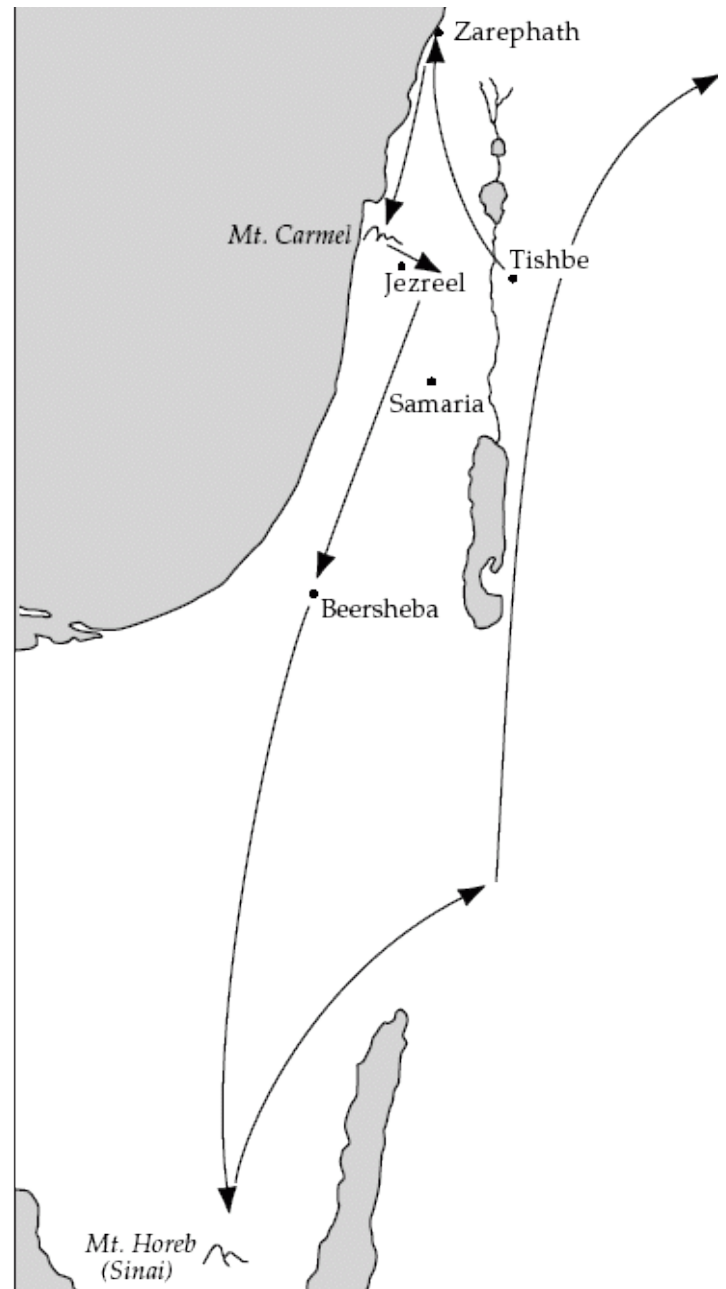 Zarephath
Mt. Carmel
Tishbe
Jezreel
Samaria
Beersheba
Mt. Horeb
(Sinai)